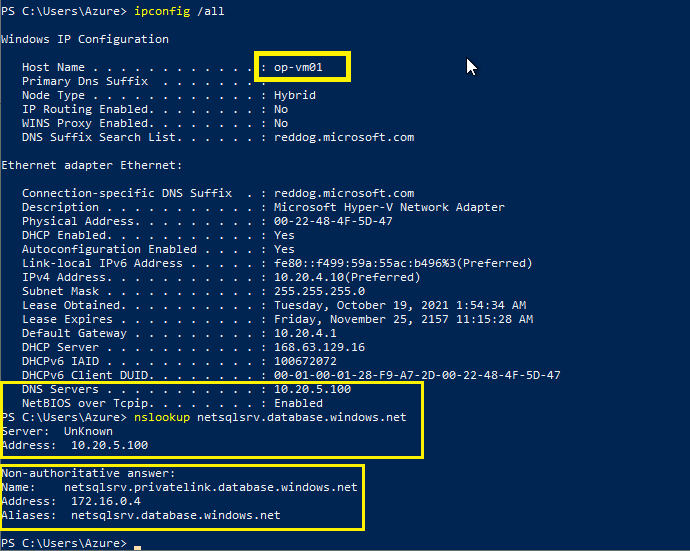 PS C:\Users\Azure> ipconfig /all
Windows IP Configuration
Host Name . . . . . . . . . . . . : op-vm01
Primary Dns Suffix  . . . . . . . :
Node Type . . . . . . . . . . . . : Hybrid
IP Routing Enabled. . . . . . . . : No
WINS Proxy Enabled. . . . . . . . : No
DNS Suffix Search List. . . . . . : reddog.microsoft.com
Ethernet adapter Ethernet:
Connection-specific DNS Suffix  . : reddog.microsoft.com
Description . . . . . . . . . . . : Microsoft Hyper-V Network Adapter
Physical Address. . . . . . . . . : 00-22-48-4F-5D-47
DHCP Enabled. . . . . . . . . . . : Yes
Autoconfiguration Enabled . . . . : Yes
Link-local IPv6 Address . . . . . : fe80::f499:59a:55ac:b496%3(Preferred)
IPv4 Address. . . . . . . . . . . : 10.20.4.10(Preferred)
Subnet Mask . . . . . . . . . . . : 255.255.255.0
Lease Obtained. . . . . . . . . . : Tuesday, October 19, 2021 1:54:34 AM
Lease Expires . . . . . . . . . . : Friday, November 25, 2157 11:15:28 AM
Default Gateway . . . . . . . . . : 10.20.4.1
DHCP Server . . . . . . . . . . . : 168.63.129.16
DHCPv6 IAID . . . . . . . . . . . : 100672072
DHCPv6 Client DUID. . . . . . . . : 00-01-00-01-28-F9-A7-2D-00-22-48-4F-5D-47
DNS Servers . . . . . . . . . . . : 10.20.5.100
NetBIOS over Tcpip. . . . . . . . : Enabled
PS C:\Users\Azure> nslookup netsqlsrv.database.windows.net
Server:  UnKnown
Address:  10.20.5.100
Non-authoritative answer:
Name:    netsqlsrv.privatelink.database.windows.net
Address:  172.16.0.4
Aliases:  netsqlsrv.database.windows.net
PS C:\Users\Azure>